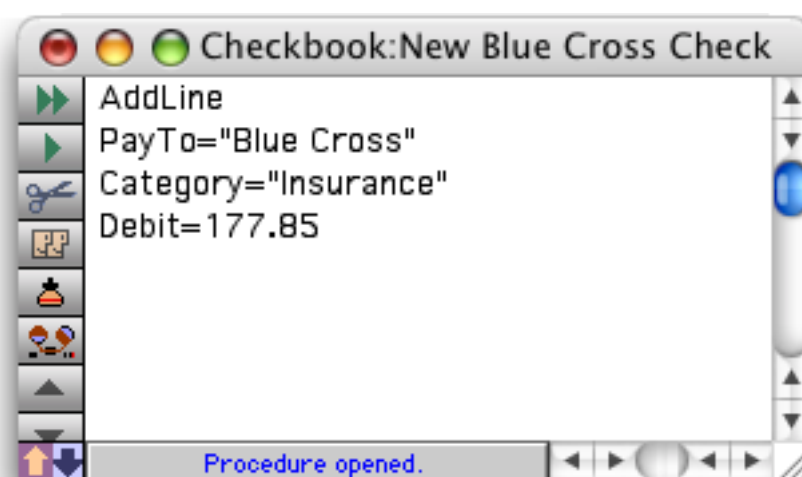 Checkbook:New Blue Cross Check
AddLine
PayTo="Blue Cross"
Category="Insurance"
Debit=177.85
Procedure opened.